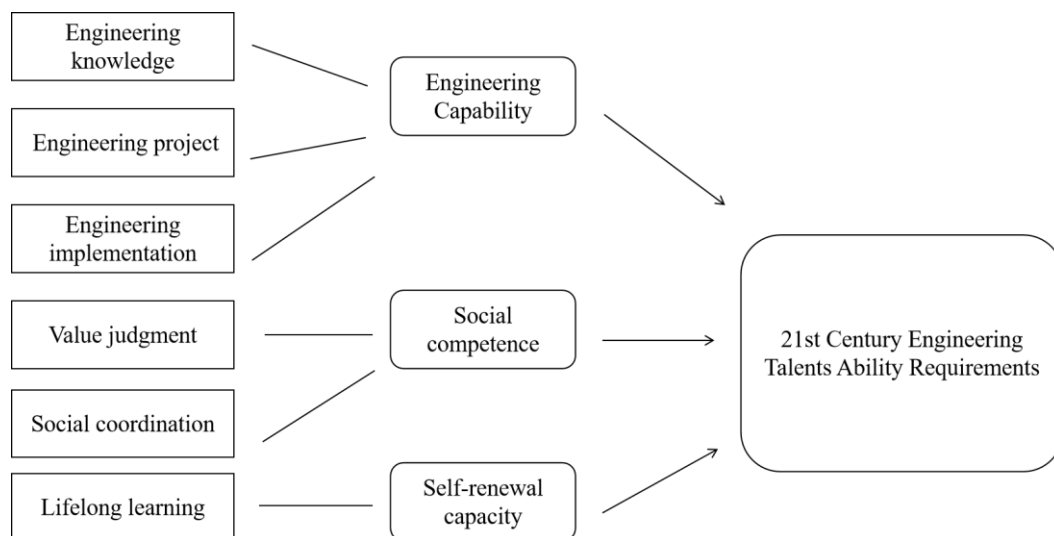 Engineering
knowledge
Engineering project
Engineering
implementation
Value judgment
Social coordination
Lifelong learning
Engineering
Capability
Social
competence
Self-renewal
capacity
21st Century Engineering
Talents Ability Requirements